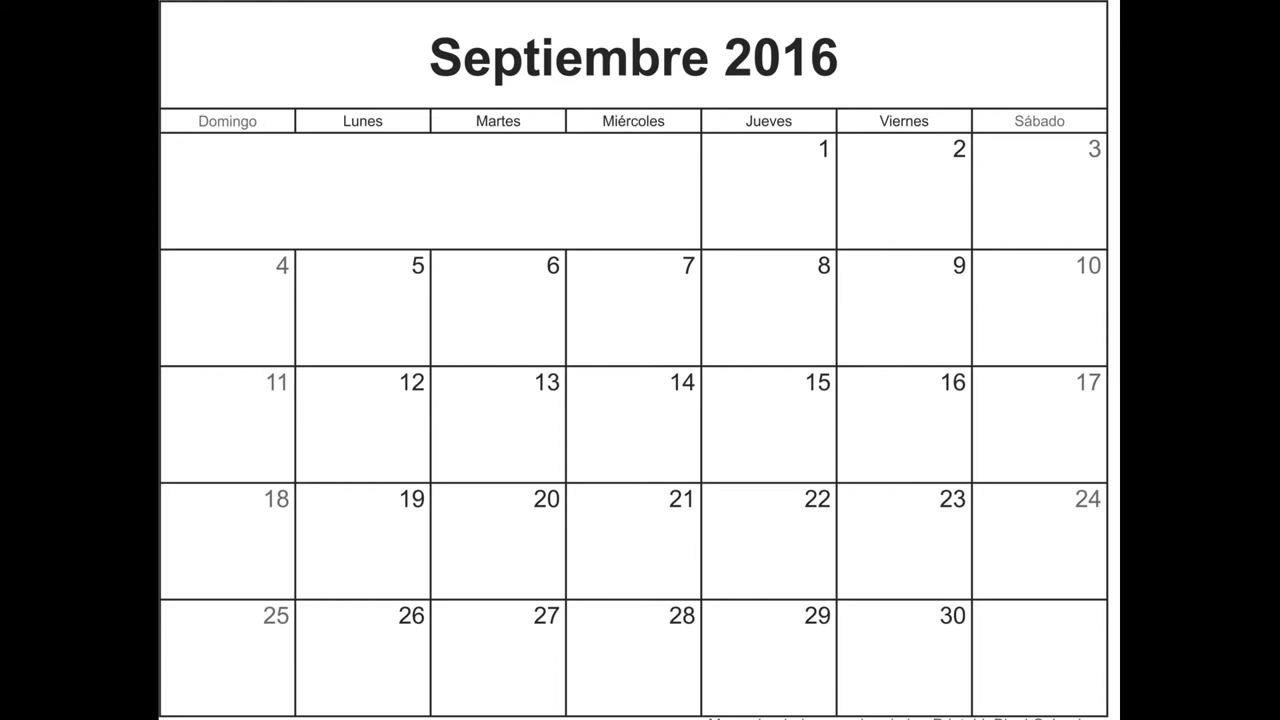 Septiembre 2016
Domingo Lunes Martes Miércoles Jueves Viernes Sábado
1 2 3
4 5 6 7 8 9 10
11 12 13 14 15 16 17
18 19 20 21 22 23 24
25 26 27 28 29 30